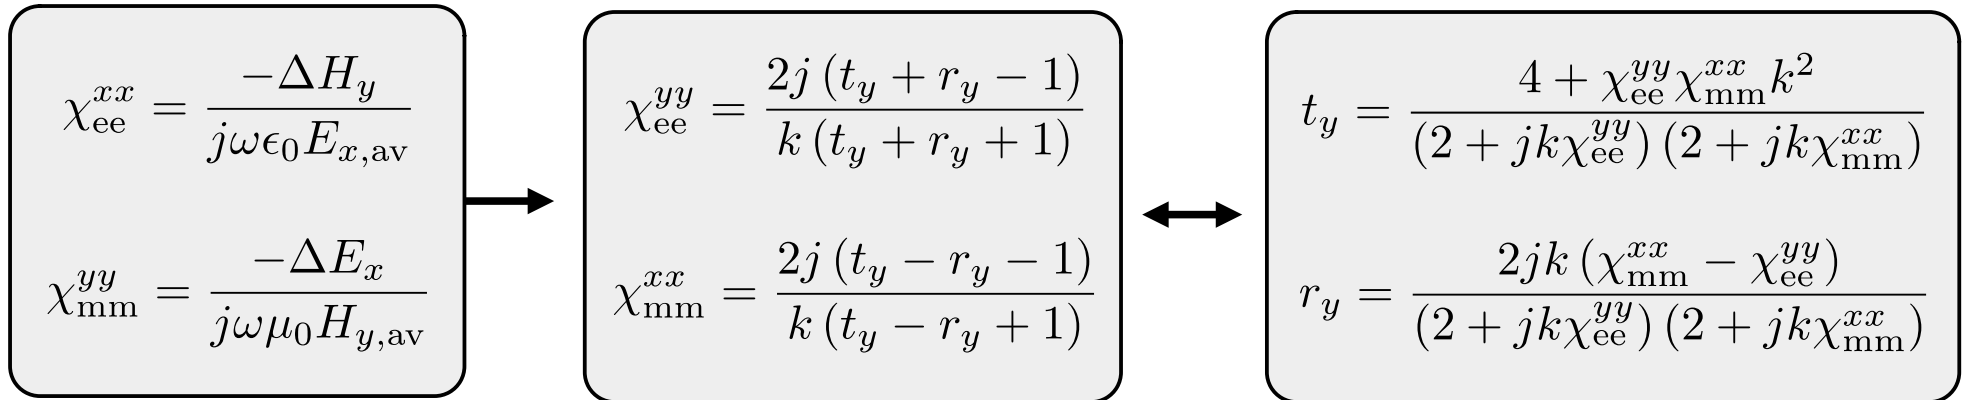 χ_ee^xx = −ΔH_y / (jωϵ_0 E_x,av)
χ_mm^yy = −ΔE_x / (jωμ_0 H_y,av)
χ_ee^yy = 2j (t_y + r_y − 1) / (k (t_y + r_y + 1))
χ_mm^xx = 2j (t_y − r_y − 1) / (k (t_y − r_y + 1))
t_y = (4 + χ_ee^yy χ_mm^xx k^2) / ((2 + jkχ_ee^yy) (2 + jkχ_mm^xx))
r_y = 2jk (χ_mm^xx − χ_ee^yy) / ((2 + jkχ_ee^yy) (2 + jkχ_mm^xx))